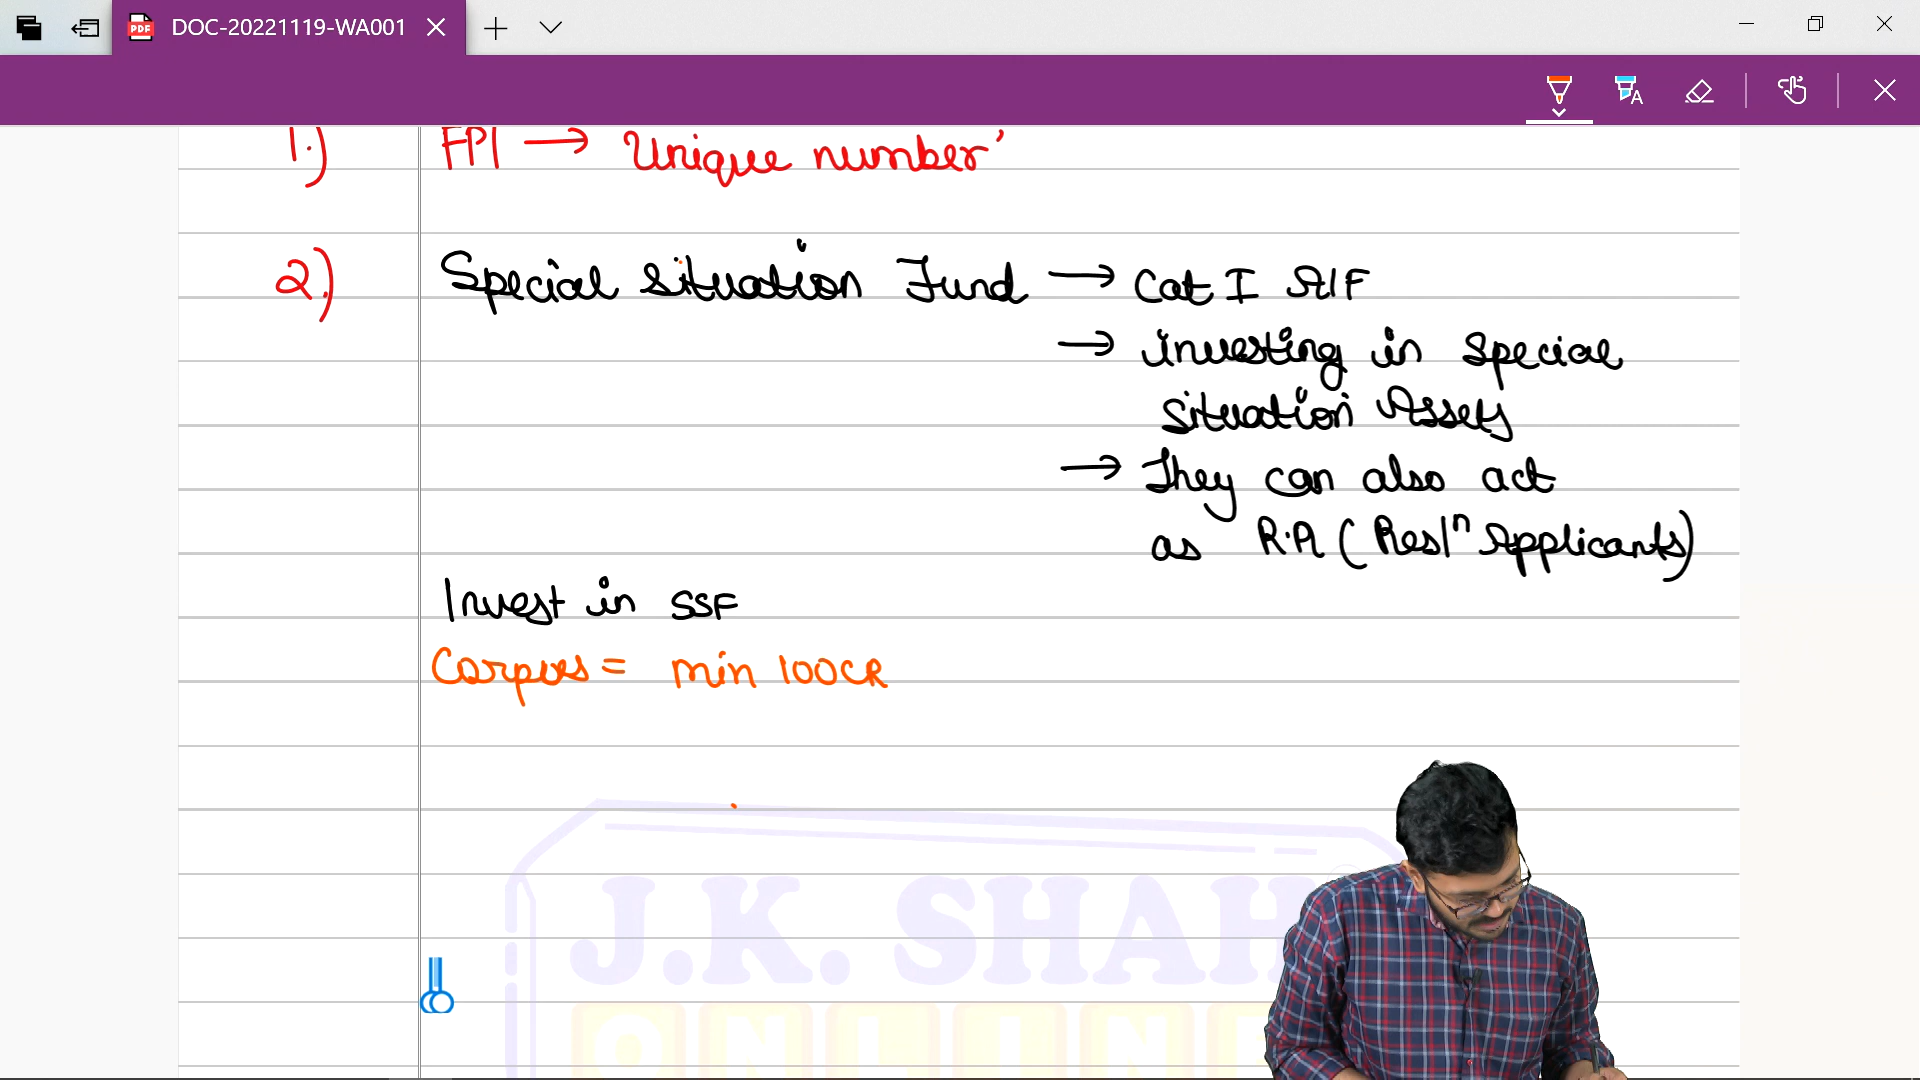 DOC-20221119-WA001
1.) FPI → Unique number'
2.) Special Situation Fund → Cat I AIF
→ investing in special
situation Assets
→ They can also act
as R.A (Resl^n Applicants)
Invest in SSF
Corpus = min 100CR
J.K. SHAH
ONLINE